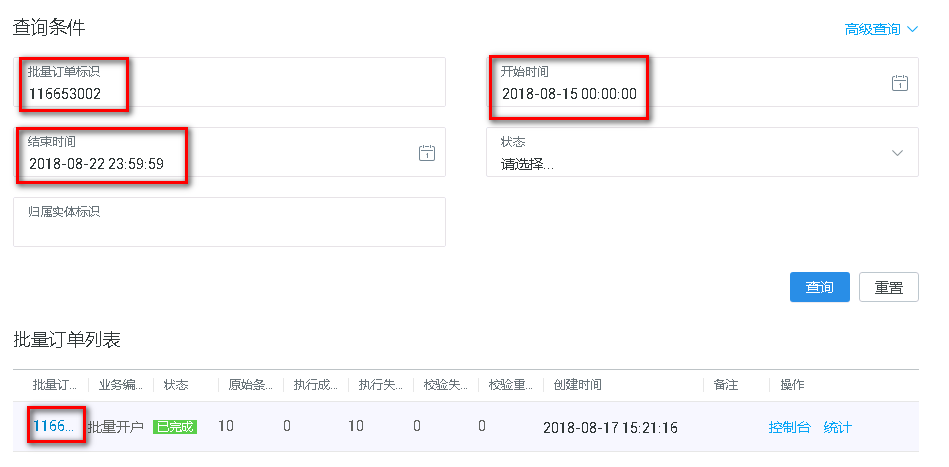 查询条件
高级查询
批量订单标识
116653002
开始时间
2018-08-15 00:00:00
结束时间
2018-08-22 23:59:59
状态
请选择...
归属实体标识
查询 重置
批量订单列表
批量订... 业务编... 状态 原始条... 执行成... 执行失... 校验失... 校验重... 创建时间 备注 操作
1166... 批量开户 已完成 10 0 10 0 0 2018-08-17 15:21:16 控制台 统计